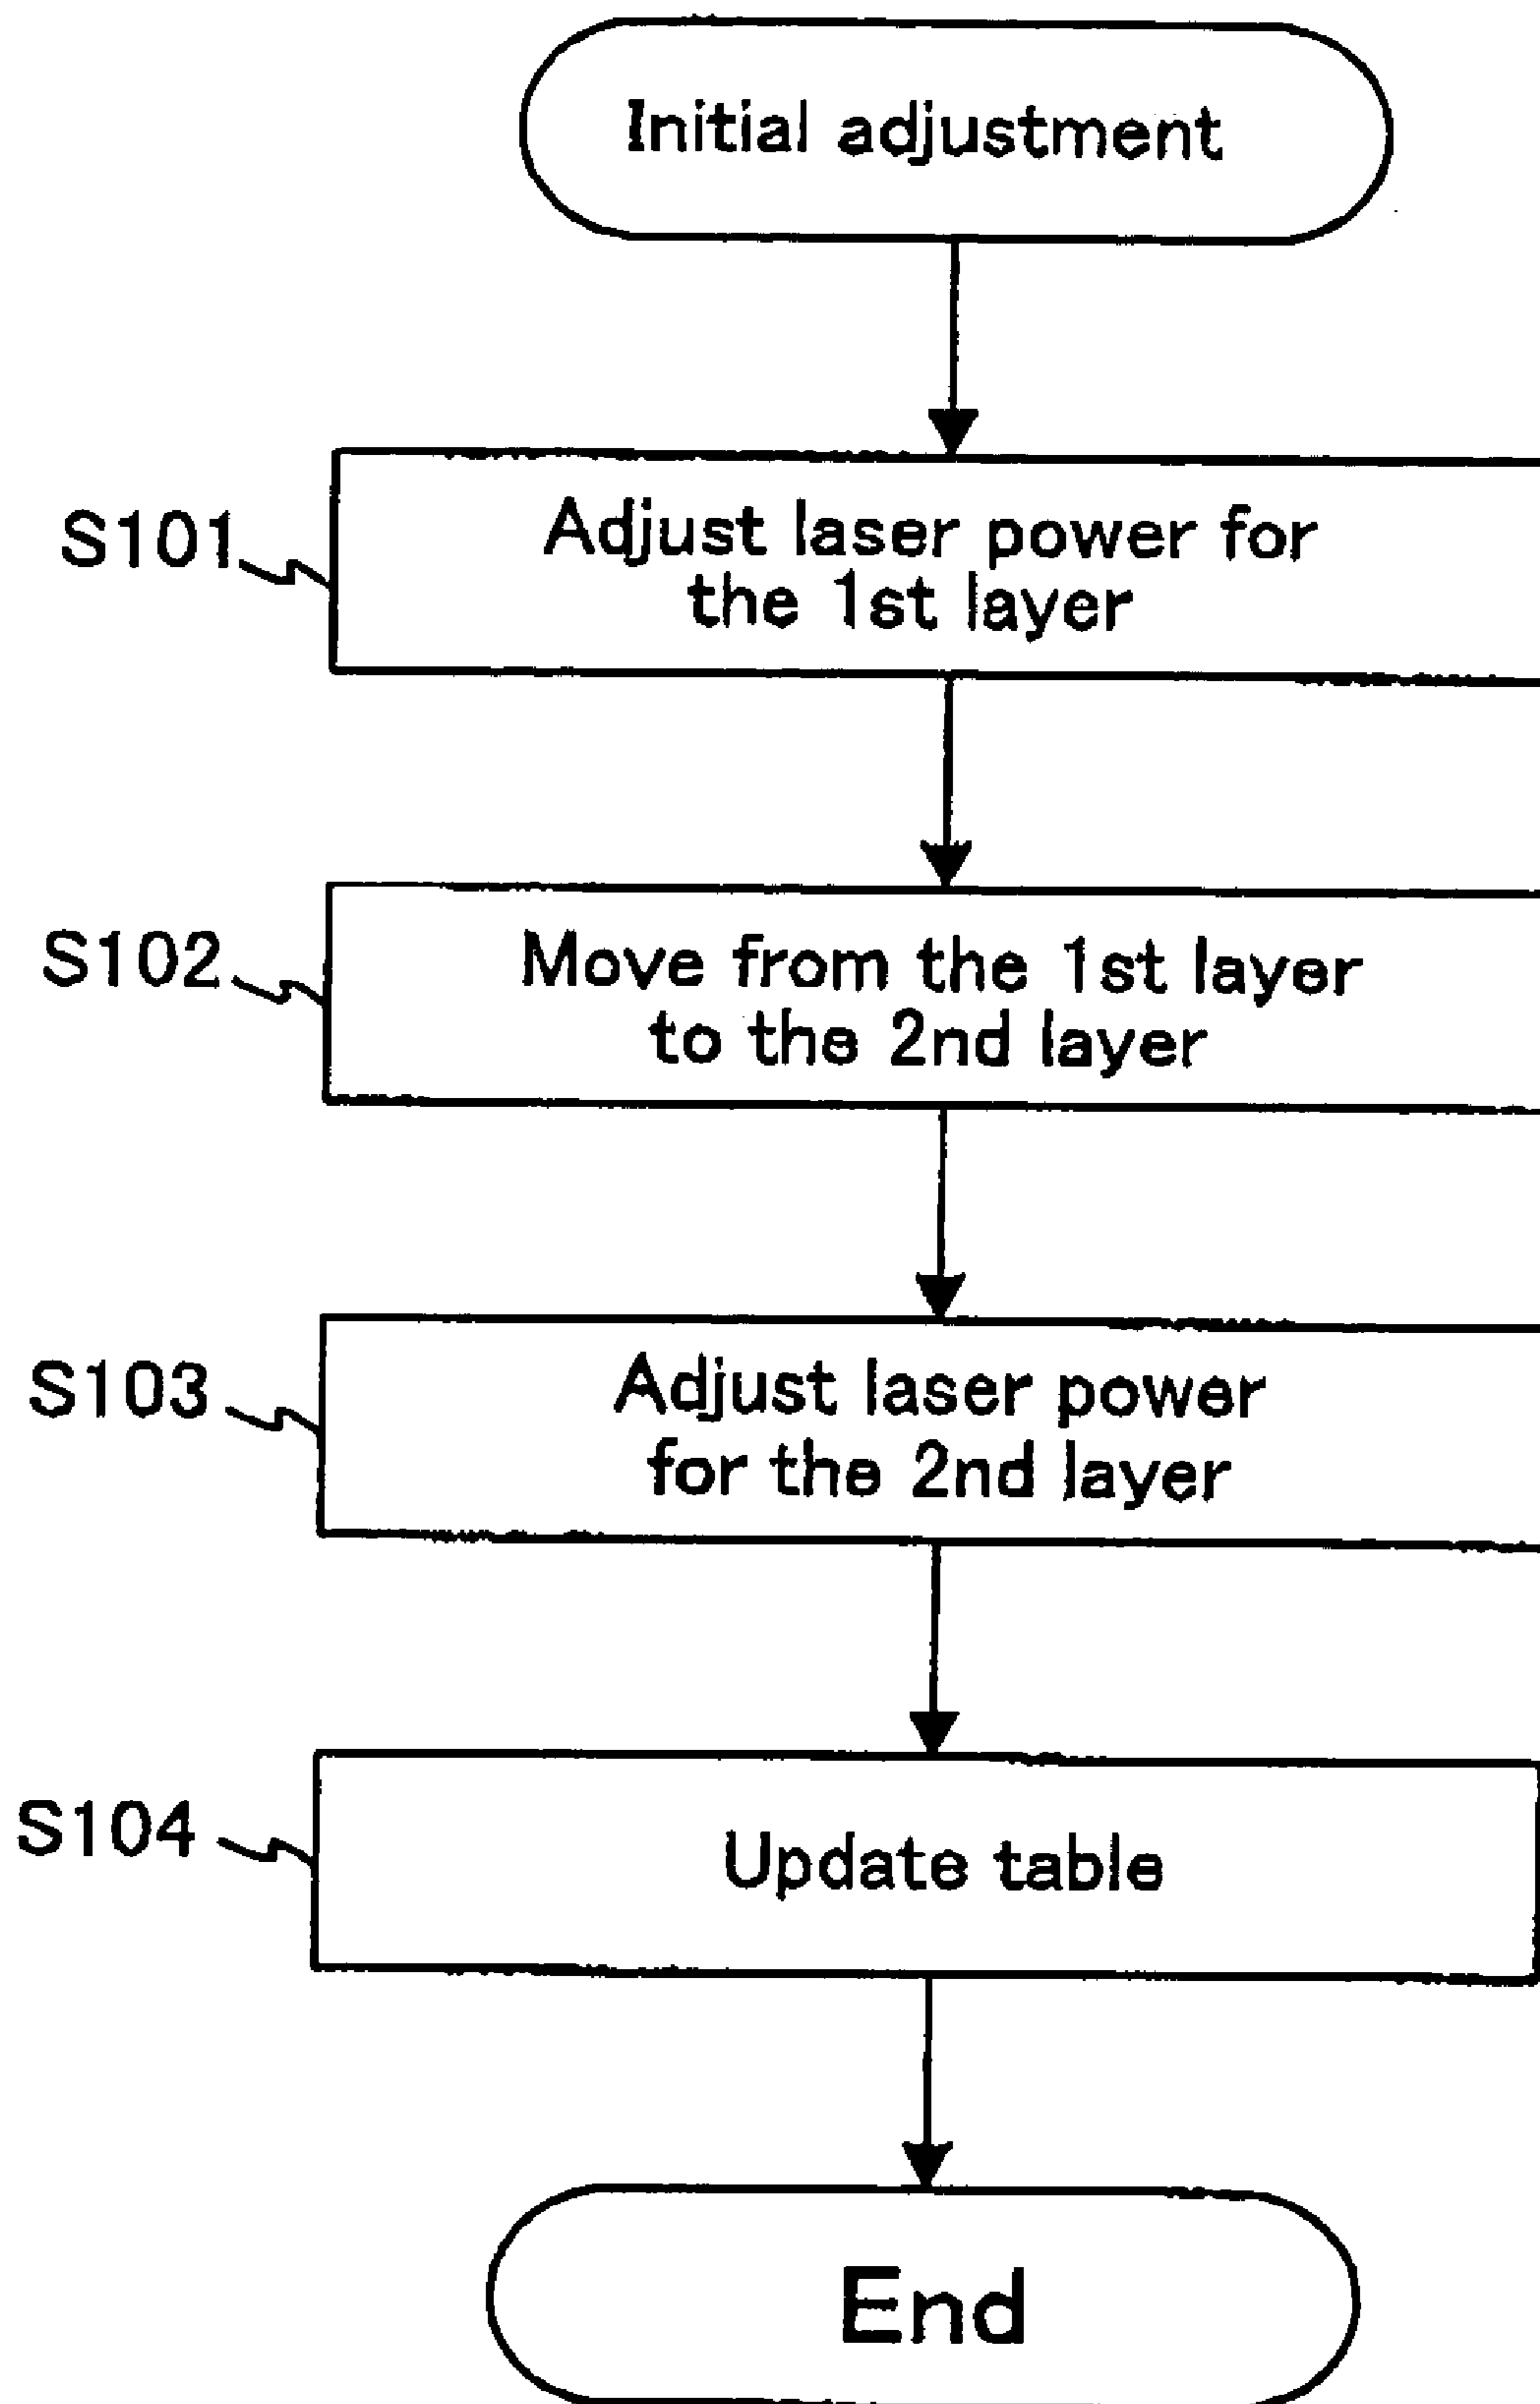 Initial adjustment
S101
Adjust laser power for
the 1st layer
S102
Move from the 1st layer
to the 2nd layer
S103
Adjust laser power
for the 2nd layer
S104
Update table
End